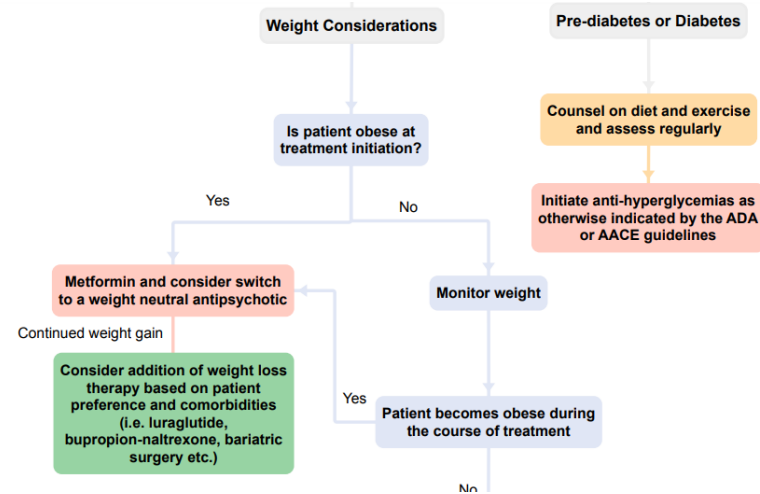 Weight Considerations
Is patient obese at
treatment initiation?
Yes
No
Metformin and consider switch
to a weight neutral antipsychotic
Monitor weight
Continued weight gain
Consider addition of weight loss
therapy based on patient
preference and comorbidities
(i.e. luraglutide,
bupropion-naltrexone, bariatric
surgery etc.)
Yes
Patient becomes obese during
the course of treatment
No
Pre-diabetes or Diabetes
Counsel on diet and exercise
and assess regularly
Initiate anti-hyperglycemias as
otherwise indicated by the ADA
or AACE guidelines